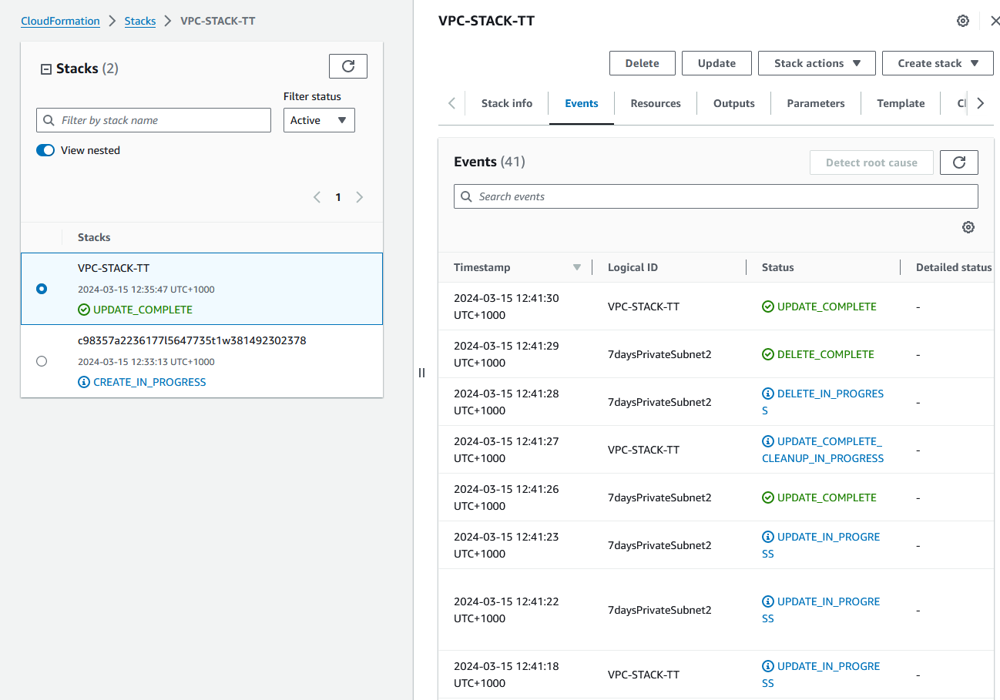 CloudFormation > Stacks > VPC-STACK-TT
Stacks (2)
Filter status
Filter by stack name
Active
View nested
1
Stacks
VPC-STACK-TT
2024-03-15 12:35:47 UTC+1000
UPDATE_COMPLETE
c98357a2236177l5647735t1w381492302378
2024-03-15 12:33:13 UTC+1000
CREATE_IN_PROGRESS
VPC-STACK-TT
Delete Update Stack actions Create stack
Stack info Events Resources Outputs Parameters Template
Events (41)
Detect root cause
Search events
Timestamp Logical ID Status Detailed status
2024-03-15 12:41:30
UTC+1000
VPC-STACK-TT
UPDATE_COMPLETE
-
2024-03-15 12:41:29
UTC+1000
7daysPrivateSubnet2
DELETE_COMPLETE
-
2024-03-15 12:41:28
UTC+1000
7daysPrivateSubnet2
DELETE_IN_PROGRES
S
-
2024-03-15 12:41:27
UTC+1000
VPC-STACK-TT
UPDATE_COMPLETE_
CLEANUP_IN_PROGRESS
-
2024-03-15 12:41:26
UTC+1000
7daysPrivateSubnet2
UPDATE_COMPLETE
-
2024-03-15 12:41:23
UTC+1000
7daysPrivateSubnet2
UPDATE_IN_PROGRE
SS
-
2024-03-15 12:41:22
UTC+1000
7daysPrivateSubnet2
UPDATE_IN_PROGRE
SS
-
2024-03-15 12:41:18
UTC+1000
VPC-STACK-TT
UPDATE_IN_PROGRE
SS
-